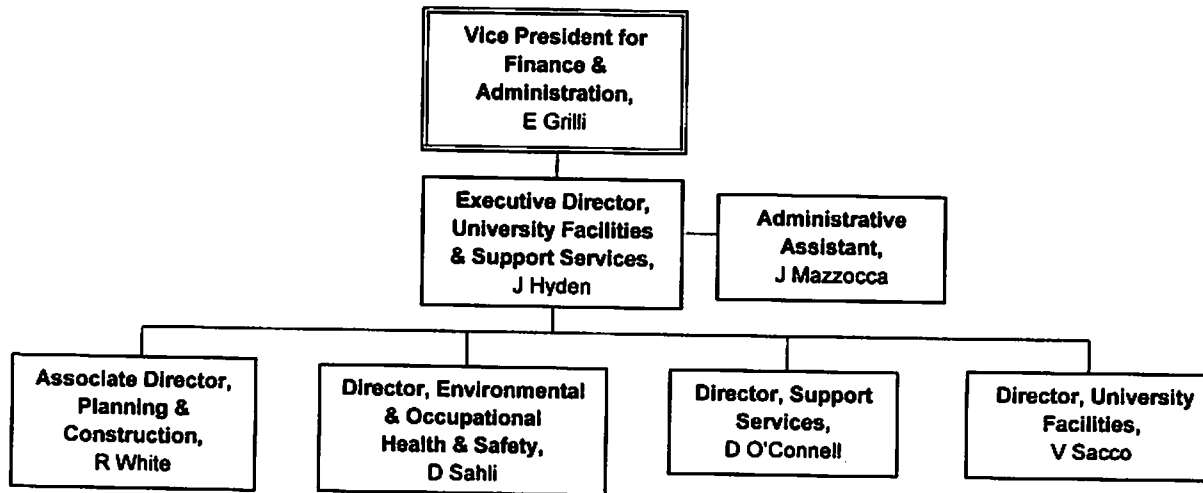 Vice President for
Finance &
Administration,
E Grilli
Executive Director,
University Facilities
& Support Services,
J Hyden
Administrative
Assistant,
J Mazzocca
Associate Director,
Planning &
Construction,
R White
Director, Environmental
& Occupational
Health & Safety,
D Sahli
Director, Support
Services,
D O'Connell
Director, University
Facilities,
V Sacco